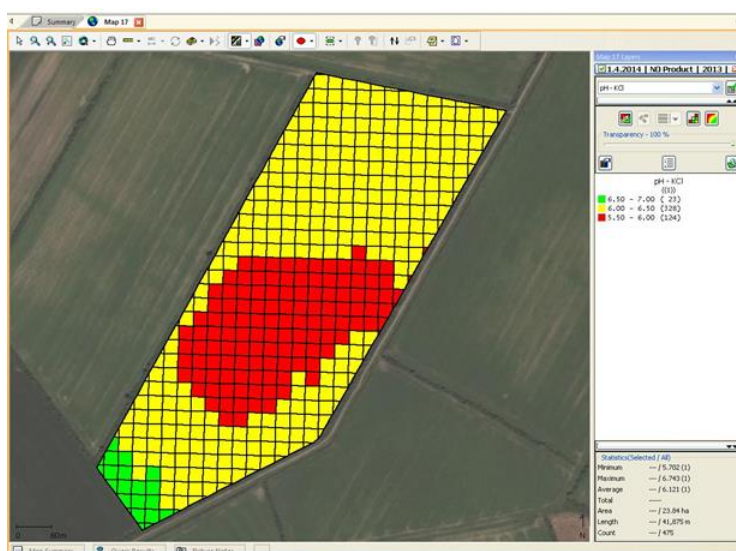 Summary Map 17
Map 17 Layers
1.4.2014 | NO Product | 2013 |
pH - KCl
Transparency - 100 %
pH - KCl
((1))
6.50 - 7.00 ( 23)
6.00 - 6.50 (328)
5.50 - 6.00 (124)
Statistics(Selected / All)
Minimum --- / 5.702 (1)
Maximum --- / 6.743 (1)
Average --- / 6.121 (1)
Total -----
Area --- / 23.84 ha
Length --- / 41,875 m
Count --- / 475
0 60m
N